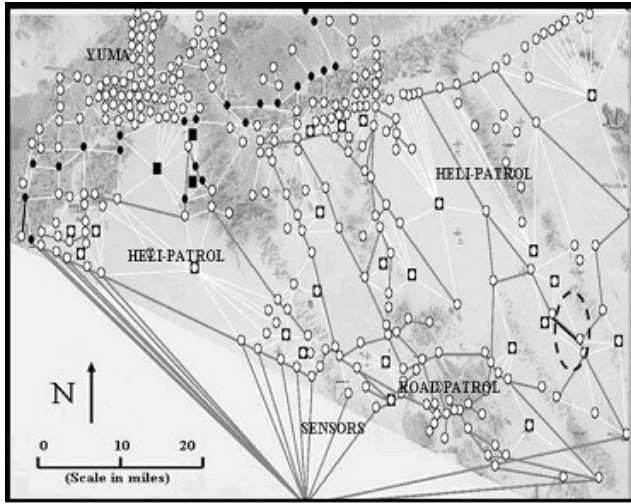 YUMA
HELI-PATROL
HELI-PATROL
ROAD PATROL
SENSORS
N
0 10 20
(Scale in miles)